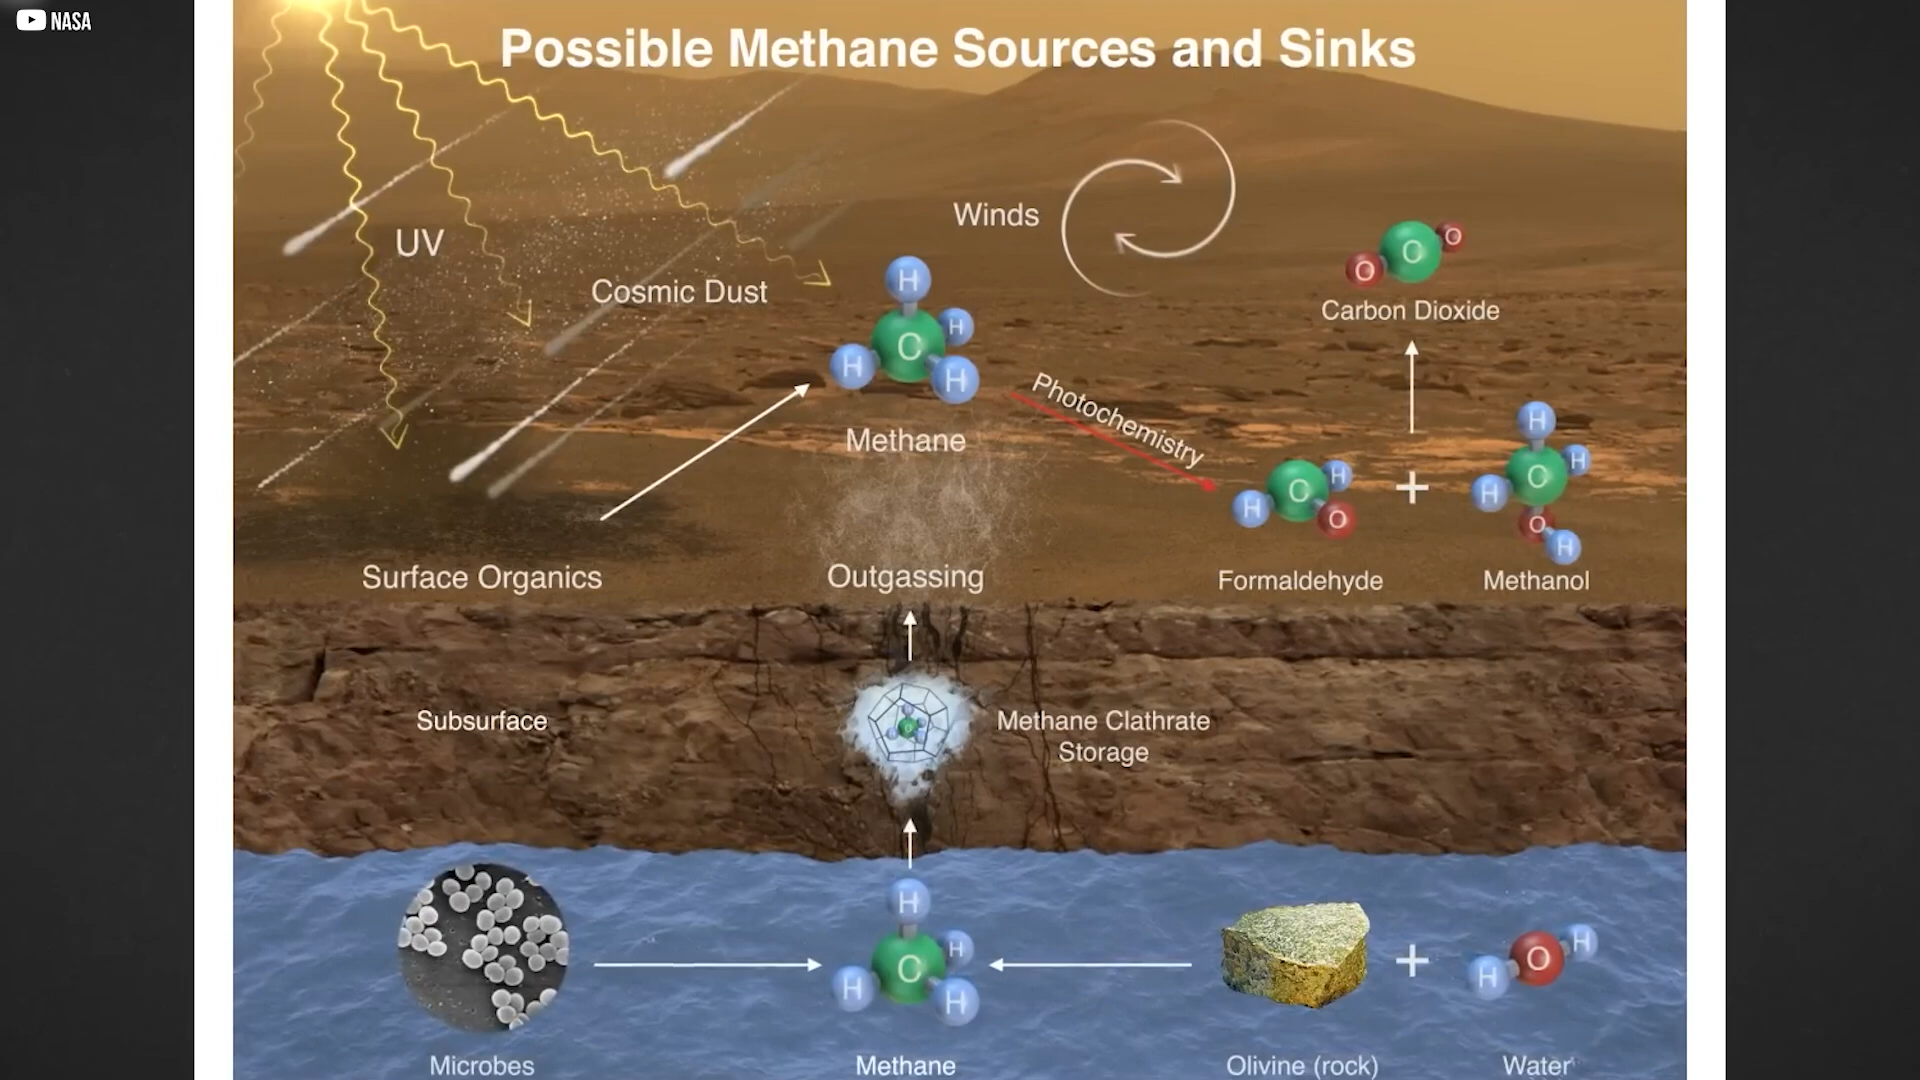 NASA
Possible Methane Sources and Sinks
Winds
UV
Cosmic Dust
H
H
C
H
H
Methane
O
C
O
Carbon Dioxide
Photochemistry
H
C
H
O
Formaldehyde
+
H
H
C
H
O
H
Methanol
Surface Organics
Outgassing
Subsurface
Methane Clathrate
Storage
Microbes
H
H
C
H
H
Methane
Olivine (rock)
+
H
O
H
Water